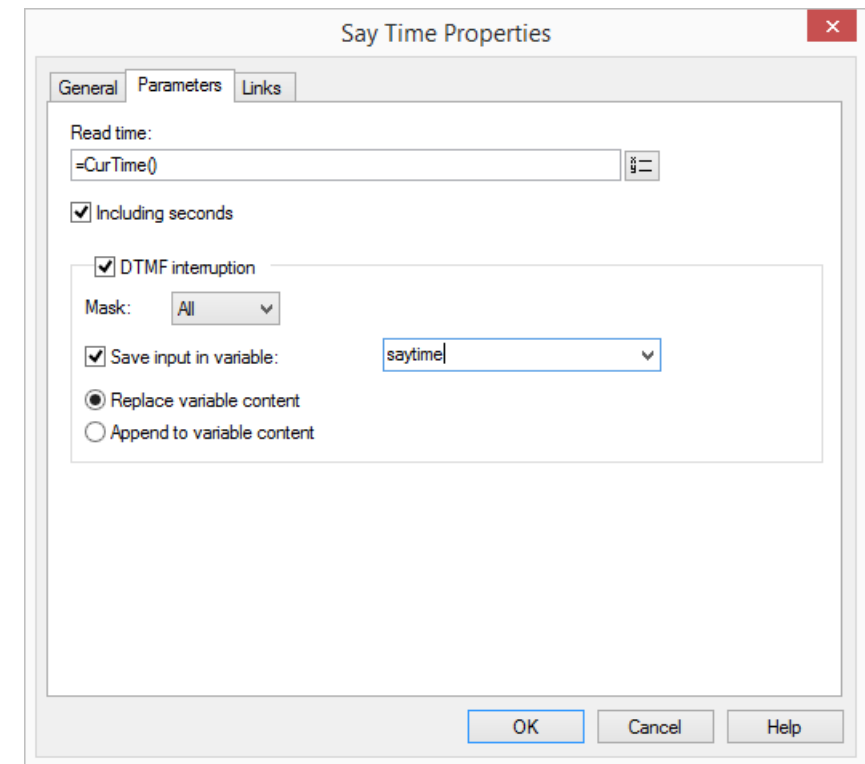 Say Time Properties
General Parameters Links
Read time:
=CurTime()
Including seconds
DTMF interruption
Mask: All
Save input in variable: saytime
Replace variable content
Append to variable content
OK Cancel Help